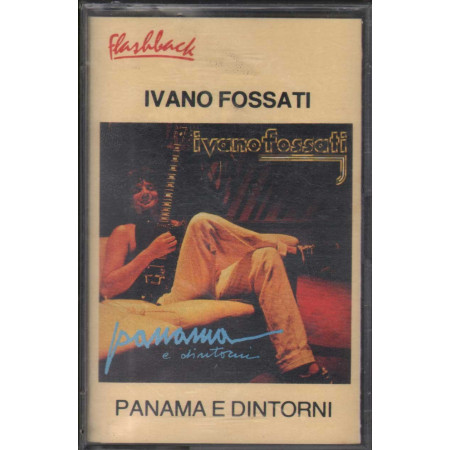 flashback
IVANO FOSSATI
ivano fossati
panama
e dintorni
PANAMA E DINTORNI